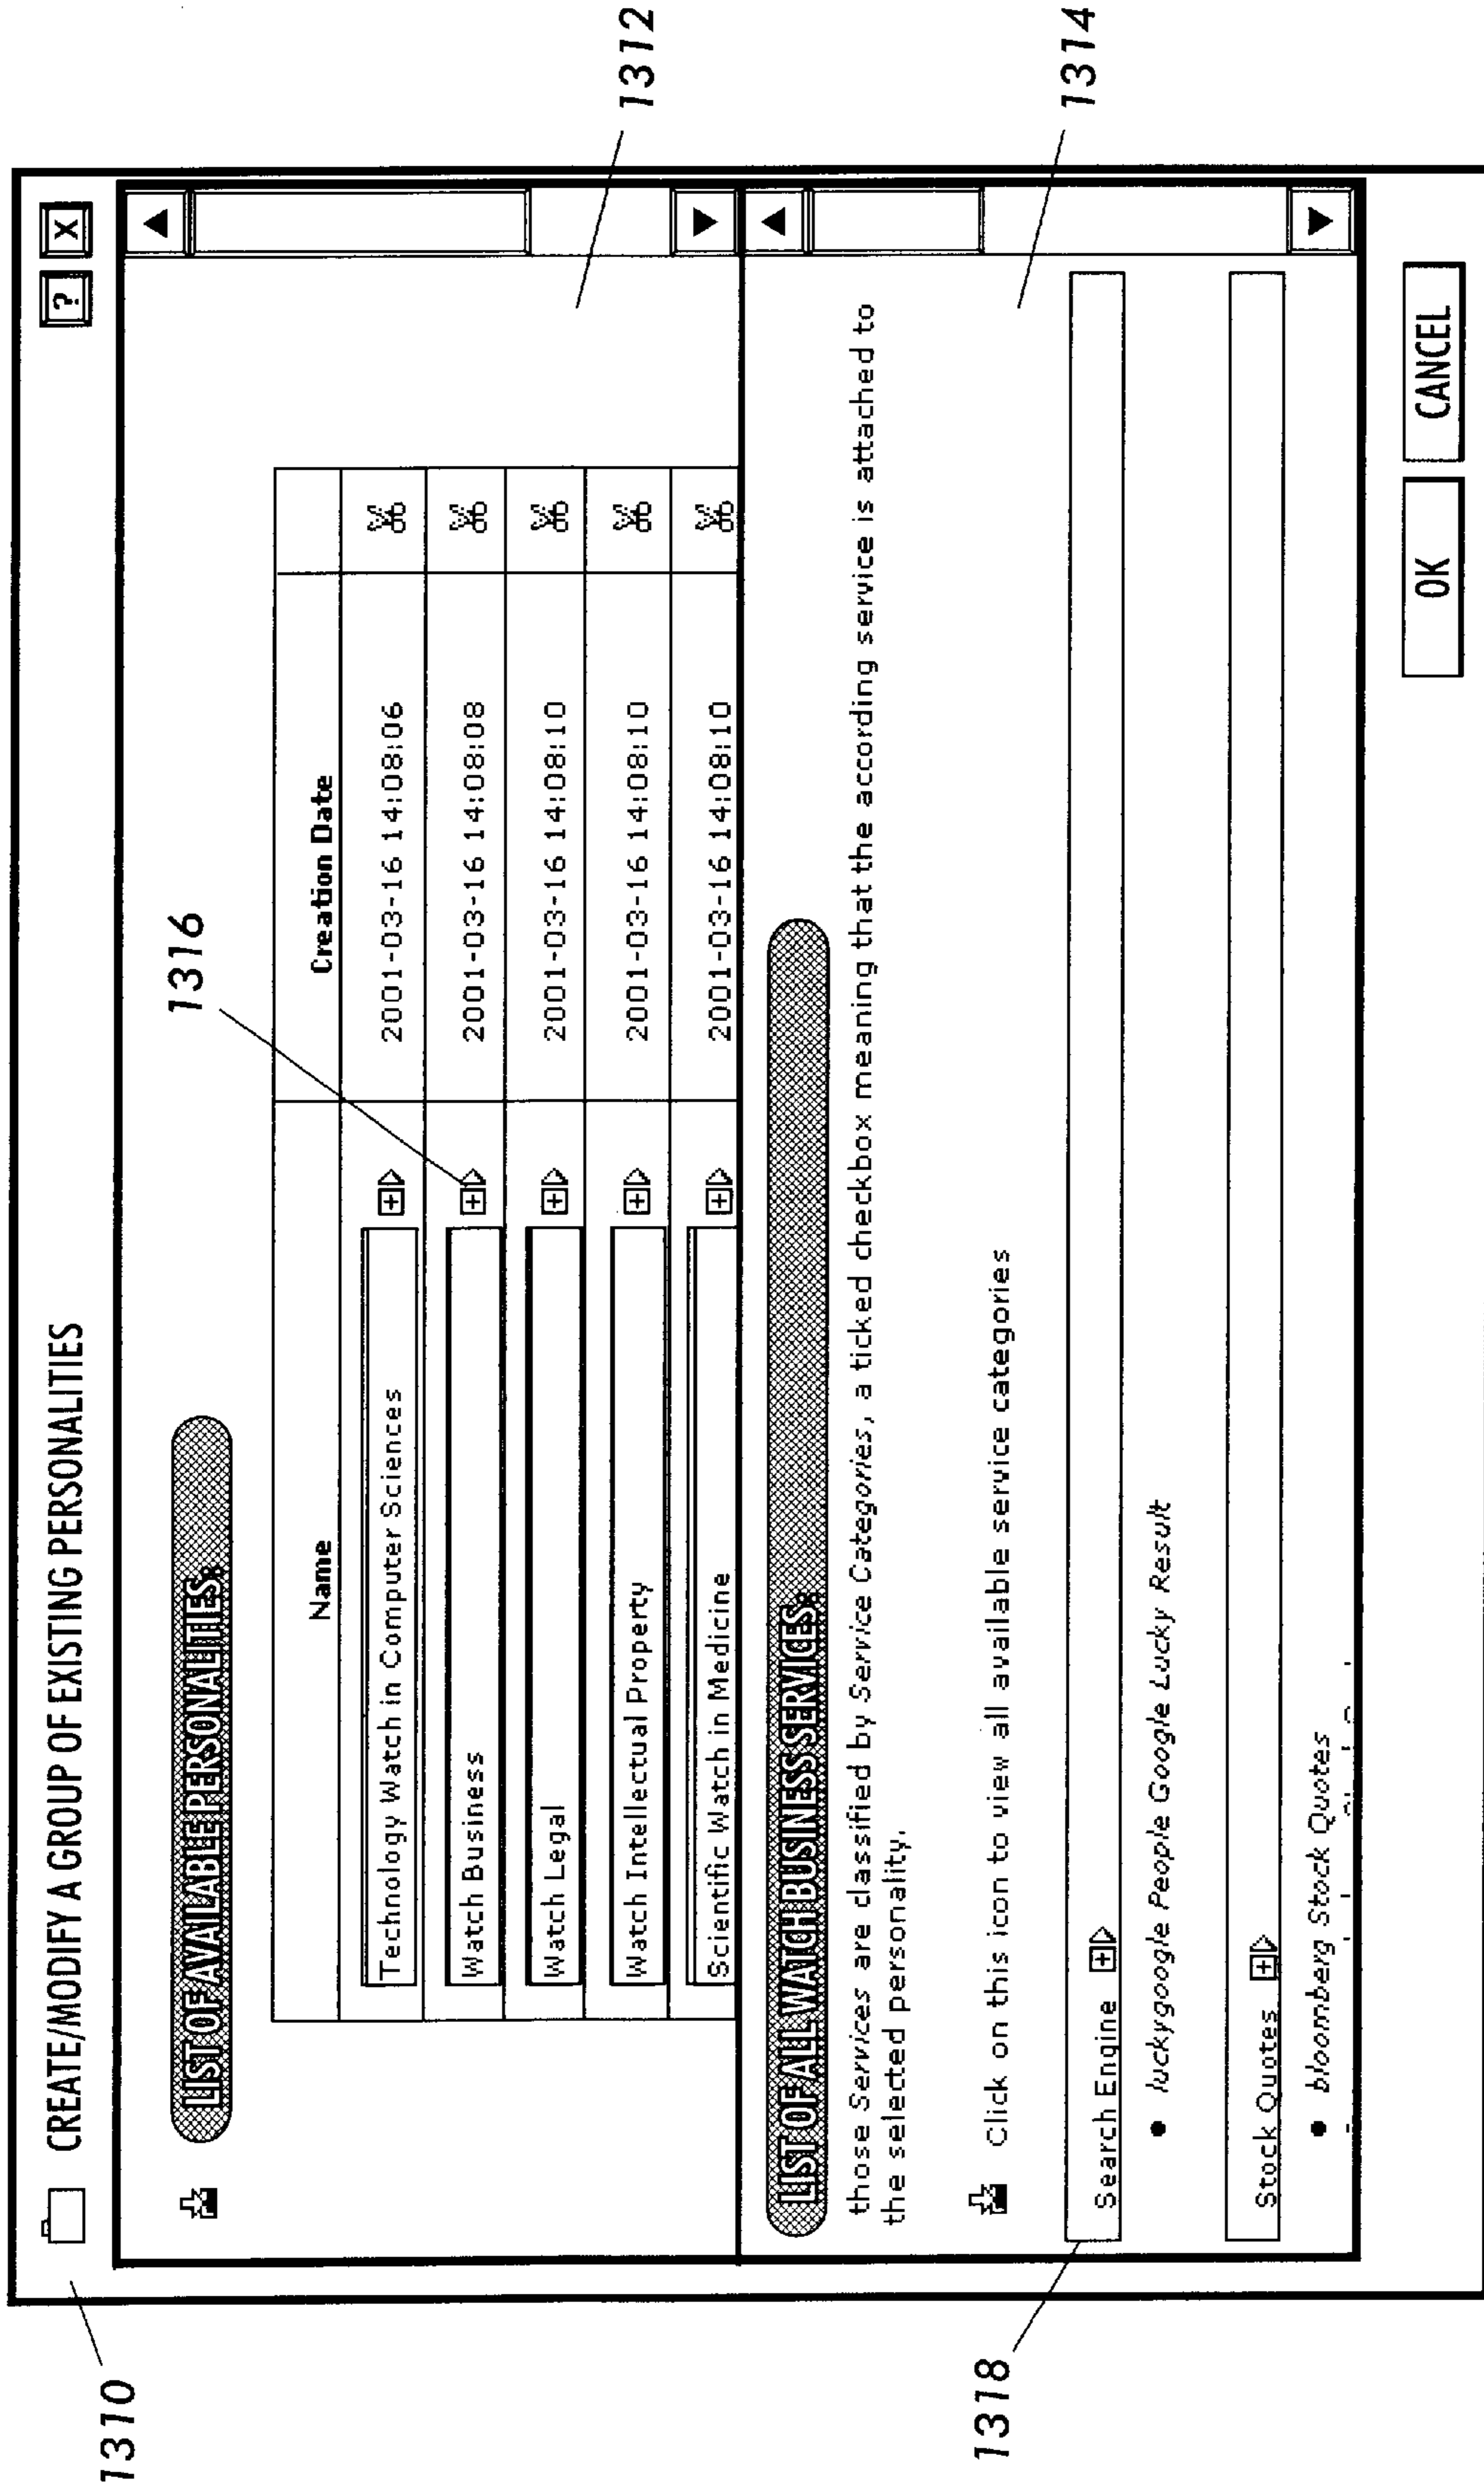 1310
CREATE/MODIFY A GROUP OF EXISTING PERSONALITIES
? X
LIST OF AVAILABLE PERSONALITIES:
1316
Name Creation Date
Technology Watch in Computer Sciences 2001-03-16 14:08:06
Watch Business 2001-03-16 14:08:08
Watch Legal 2001-03-16 14:08:10
Watch Intellectual Property 2001-03-16 14:08:10
Scientific Watch in Medicine 2001-03-16 14:08:10
1312
LIST OF ALL WATCH BUSINESS SERVICES:
those Services are classified by Service Categories, a ticked checkbox meaning that the according service is attached to
the selected personality.
Click on this icon to view all available service categories
1314
1318
Search Engine
• luckygoogle People Google Lucky Result
Stock Quotes
• bloomberg Stock Quotes
OK CANCEL